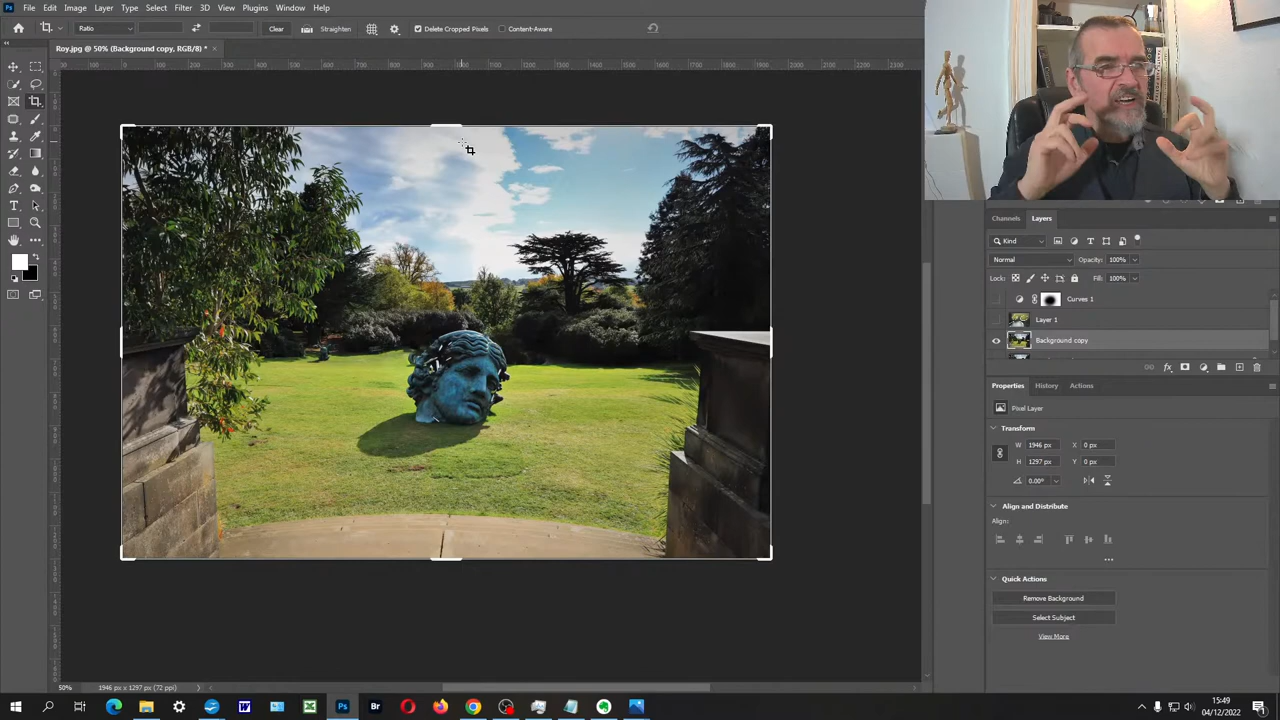 Ps File Edit Image Layer Type Select Filter 3D View Plugins Window Help
Ratio Clear Straighten Delete Cropped Pixels Content-Aware
Roy.jpg @ 50% (Background copy, RGB/8) *
Channels Layers
Kind
Normal Opacity: 100%
Lock: Fill: 100%
Curves 1
Layer 1
Background copy
Properties History Actions
Pixel Layer
Transform
W 1946 px X 0 px
H 1297 px Y 0 px
0.00°
Align and Distribute
Align:
Quick Actions
Remove Background
Select Subject
View More
50% 1946 px x 1297 px (72 ppi)
15:49
04/12/2022